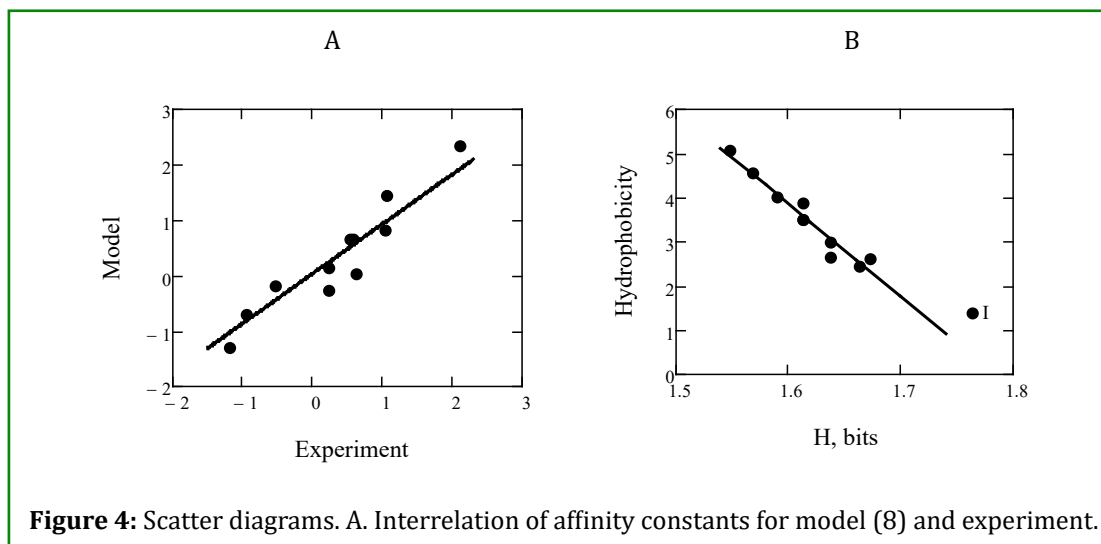 A
B
3
2
1
0
– 1
– 2
– 2
– 1
0
1
2
3
Model
Experiment
6
5
4
3
2
1
0
1.5
1.6
1.7
1.8
I
Hydrophobicity
H, bits
Figure 4: Scatter diagrams. A. Interrelation of affinity constants for model (8) and experiment.